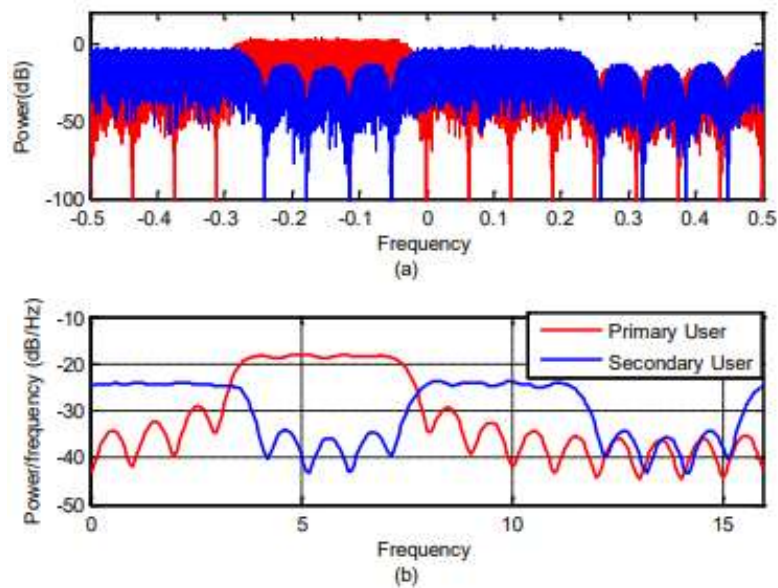 0
-50
-100
Power(dB)
-0.5 -0.4 -0.3 -0.2 -0.1 0 0.1 0.2 0.3 0.4 0.5
Frequency
(a)
-10
-20
-30
-40
-50
Power/frequency (dB/Hz)
Primary User
Secondary User
0 5 10 15
Frequency
(b)